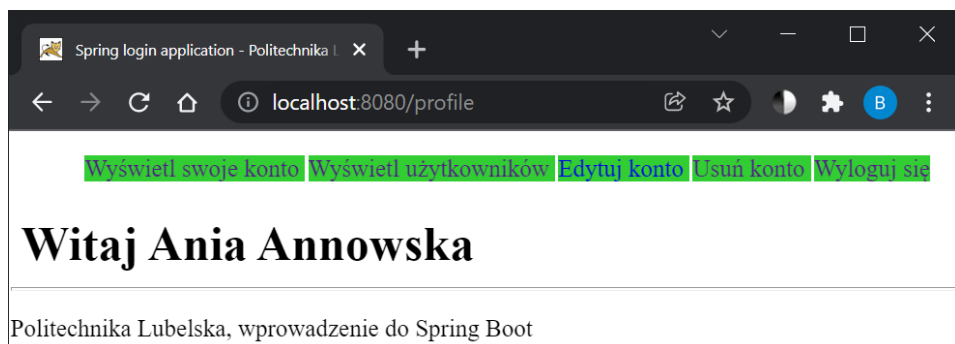 Spring login application - Politechnika L
localhost:8080/profile
B
Wyświetl swoje konto Wyświetl użytkowników Edytuj konto Usuń konto Wyloguj się
Witaj Ania Annowska
Politechnika Lubelska, wprowadzenie do Spring Boot